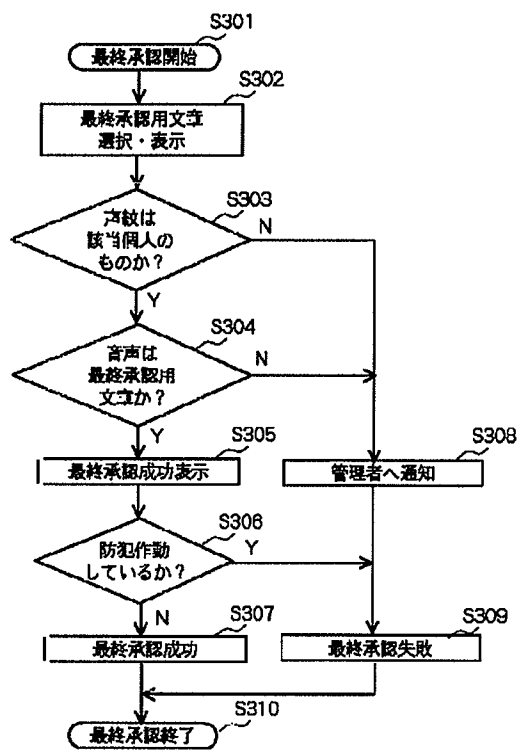 S301
最終承認開始
S302
最終承認用文章
選択・表示
S303
声紋は
該当個人の
ものか？
N
Y
S304
音声は
最終承認用
文章か？
N
Y
S305
最終承認成功表示
S308
管理者へ通知
S306
防犯作動
しているか？
Y
N
S307
最終承認成功
S309
最終承認失敗
S310
最終承認終了